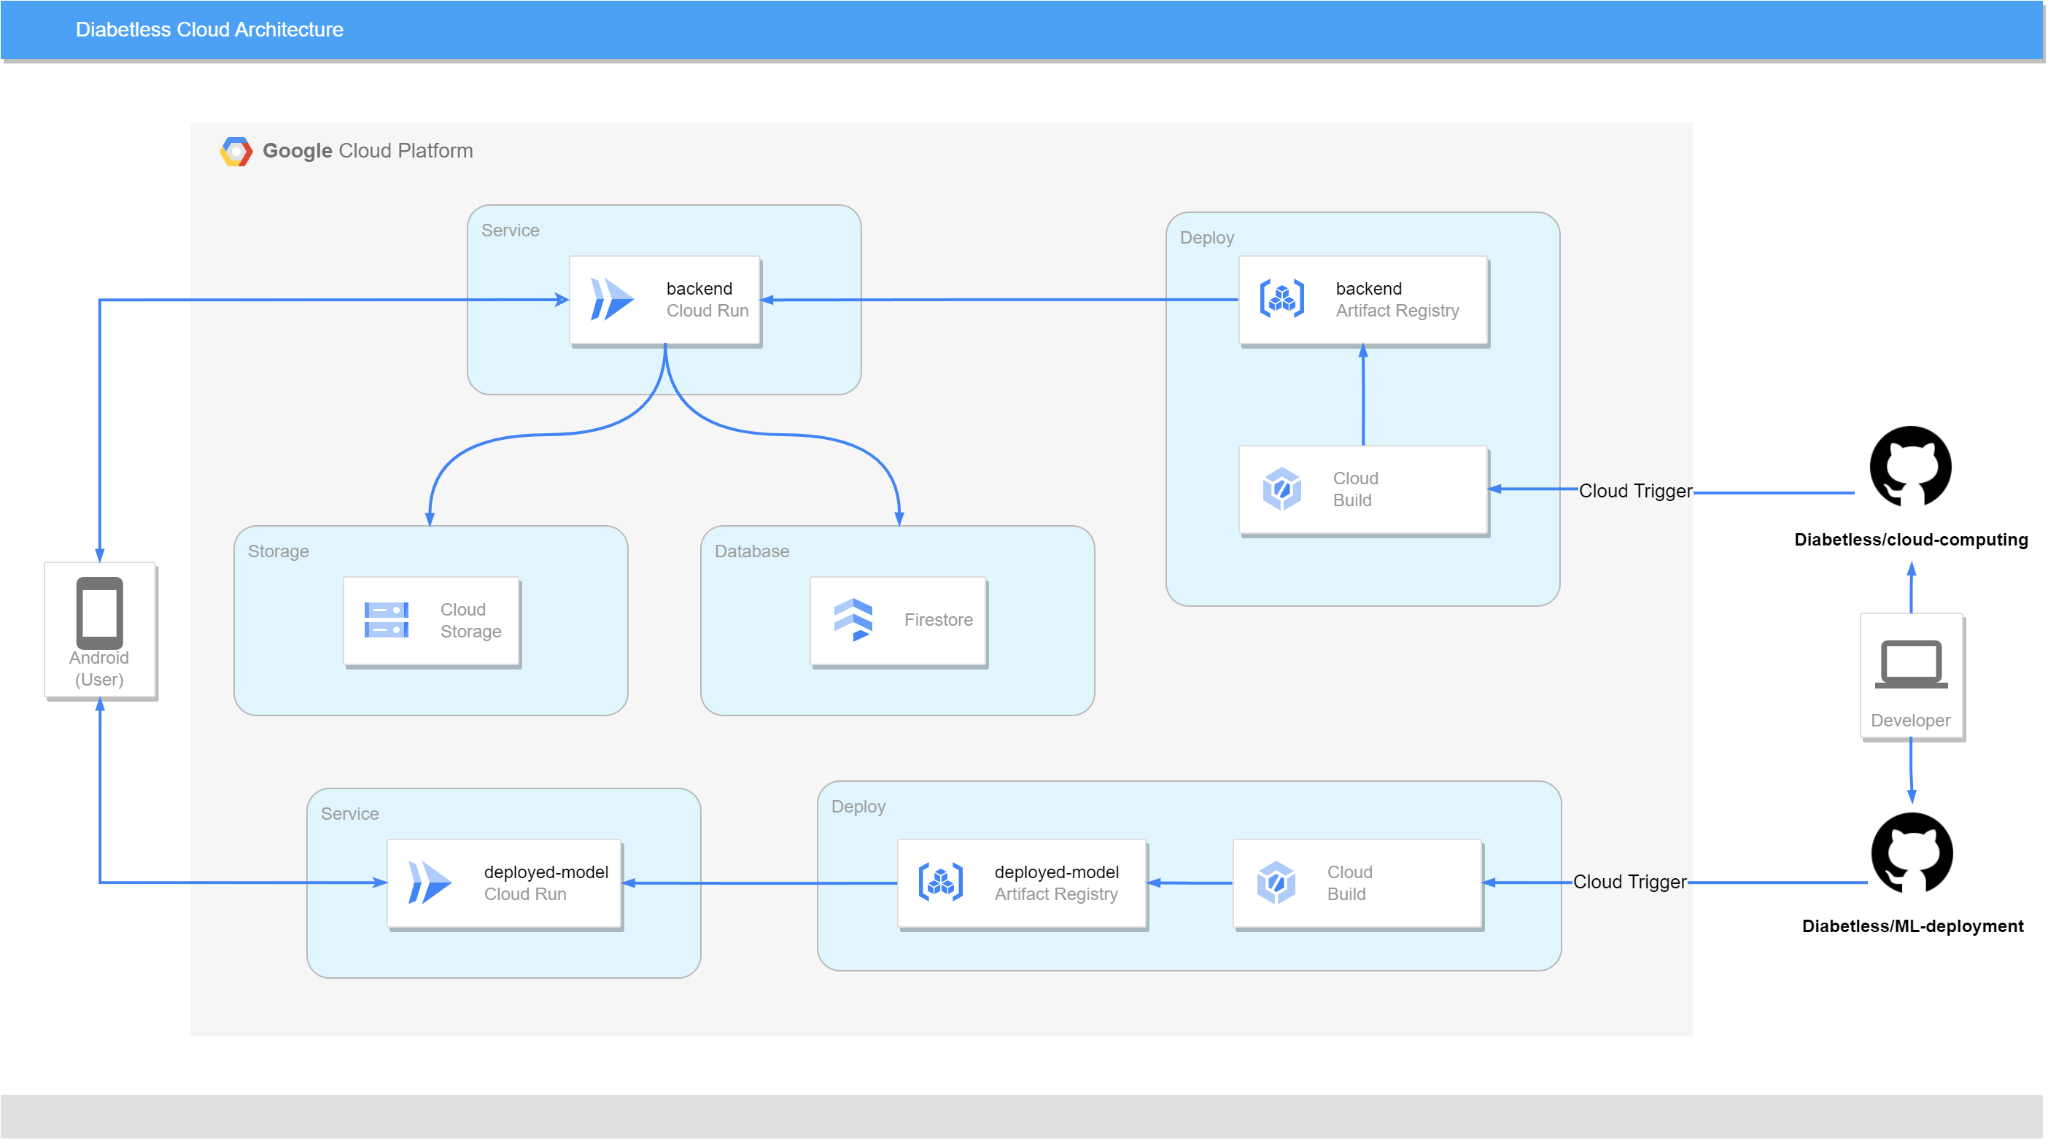 Diabetless Cloud Architecture
Google Cloud Platform
Service
backend
Cloud Run
Deploy
backend
Artifact Registry
Cloud
Build
Cloud Trigger
Diabetless/cloud-computing
Storage
Cloud
Storage
Database
Firestore
Android
(User)
Developer
Service
deployed-model
Cloud Run
Deploy
deployed-model
Artifact Registry
Cloud
Build
Cloud Trigger
Diabetless/ML-deployment